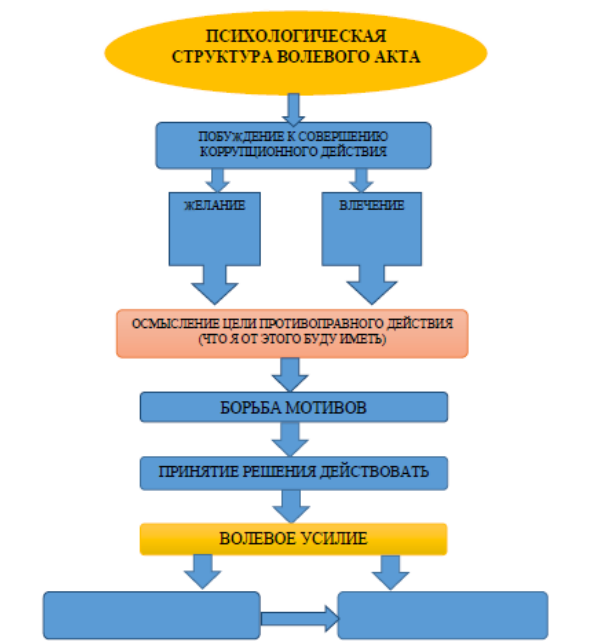 ПСИХОЛОГИЧЕСКАЯ
СТРУКТУРА ВОЛЕВОГО АКТА
ПОБУЖДЕНИЕ К СОВЕРШЕНИЮ
КОРРУПЦИОННОГО ДЕЙСТВИЯ
ЖЕЛАНИЕ
ВЛЕЧЕНИЕ
ОСМЫСЛЕНИЕ ЦЕЛИ ПРОТИВОПРАВНОГО ДЕЙСТВИЯ
(ЧТО Я ОТ ЭТОГО БУДУ ИМЕТЬ)
БОРЬБА МОТИВОВ
ПРИНЯТИЕ РЕШЕНИЯ ДЕЙСТВОВАТЬ
ВОЛЕВОЕ УСИЛИЕ